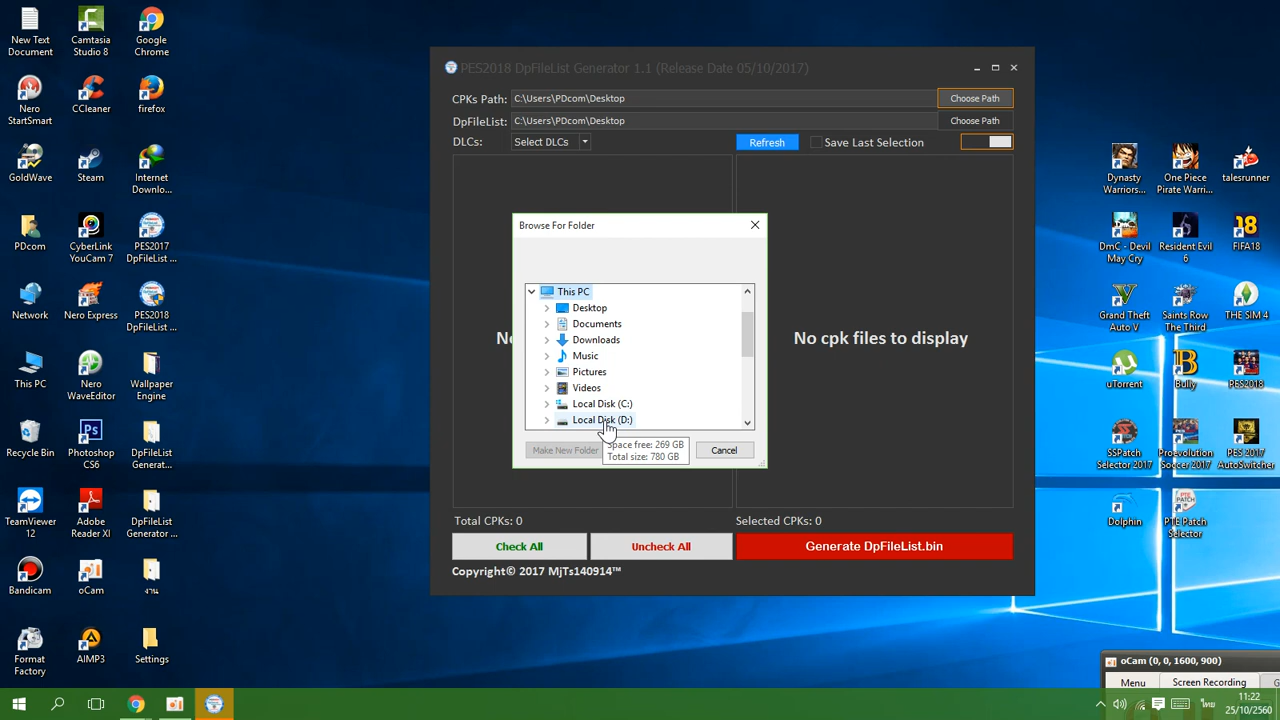 New Text
Document
Camtasia
Studio 8
Google
Chrome
Nero
StartSmart
CCleaner
firefox
GoldWave
Steam
Internet
Downlo...
PDcom
CyberLink
YouCam 7
PES2017
DpFileList ...
Network
Nero Express
PES2018
DpFileList ...
This PC
Nero
WaveEditor
Wallpaper
Engine
Recycle Bin
Photoshop
CS6
DpFileList
Generat...
TeamViewer
12
Adobe
Reader XI
DpFileList
Generator ...
Bandicam
oCam
งาน
Format
Factory
AIMP3
Settings
PES2018 DpFileList Generator 1.1 (Release Date 05/10/2017)
CPKs Path: C:\Users\PDcom\Desktop Choose Path
DpFileList: C:\Users\PDcom\Desktop Choose Path
DLCs: Select DLCs Refresh Save Last Selection
Browse For Folder
This PC
Desktop
Documents
Downloads
Music
Pictures
Videos
Local Disk (C:)
Local Disk (D:)
Space free: 269 GB
Total size: 780 GB
Make New Folder
Cancel
No cpk files to display
Total CPKs: 0
Selected CPKs: 0
Check All
Uncheck All
Generate DpFileList.bin
Copyright© 2017 MjTs140914™
Dynasty
Warriors...
One Piece
Pirate Warri...
talesrunner
DmC - Devil
May Cry
Resident Evil
6
FIFA18
Grand Theft
Auto V
Saints Row
The Third
THE SIM 4
uTorrent
Bully
PES2018
SSPatch
Selector 2017
Proevolution
Soccer 2017
PES 2017
AutoSwitcher
Dolphin
PTE Patch
Selector
oCam (0, 0, 1600, 900)
Menu
Screen Recording
ไทย
11:22
25/10/2560